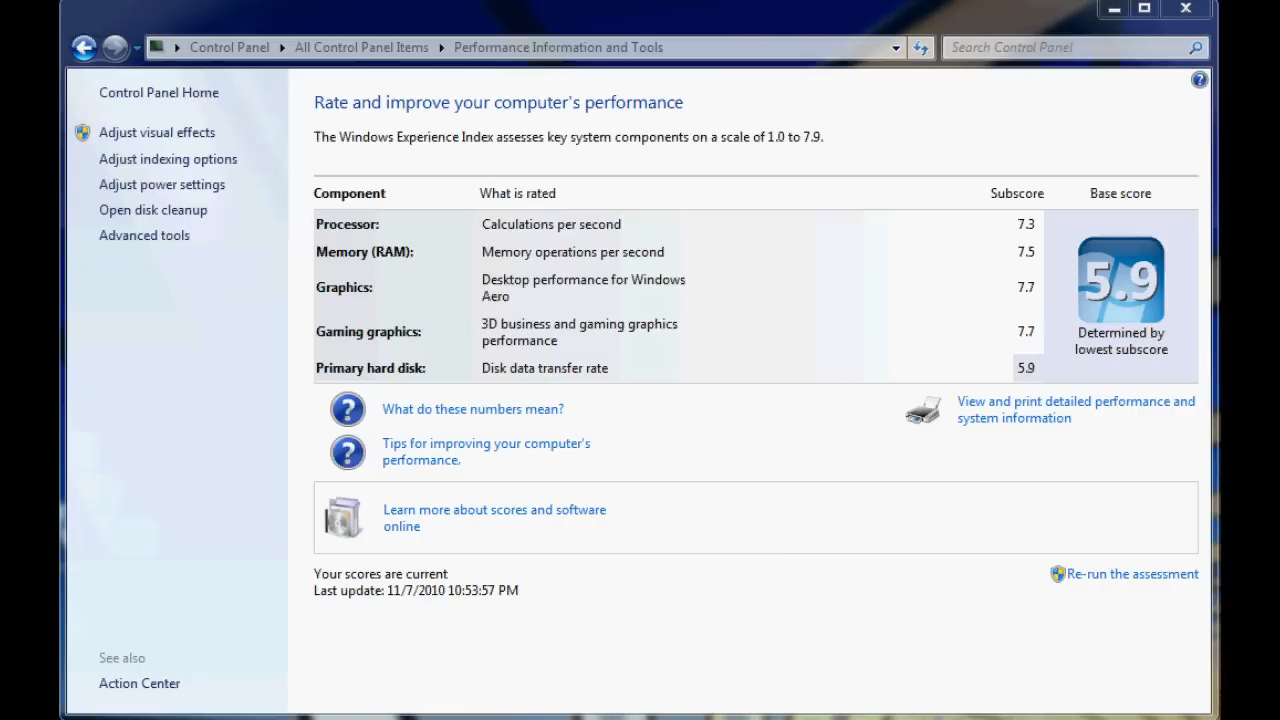 Control Panel All Control Panel Items Performance Information and Tools Search Control Panel
Control Panel Home
Adjust visual effects
Adjust indexing options
Adjust power settings
Open disk cleanup
Advanced tools
See also
Action Center
Rate and improve your computer's performance
The Windows Experience Index assesses key system components on a scale of 1.0 to 7.9.
Component What is rated Subscore Base score
Processor: Calculations per second 7.3
Memory (RAM): Memory operations per second 7.5
Graphics: Desktop performance for Windows
Aero 7.7
Gaming graphics: 3D business and gaming graphics
performance 7.7
Primary hard disk: Disk data transfer rate 5.9
5.9
Determined by
lowest subscore
What do these numbers mean?
Tips for improving your computer's
performance.
View and print detailed performance and
system information
Learn more about scores and software
online
Your scores are current
Last update: 11/7/2010 10:53:57 PM
Re-run the assessment